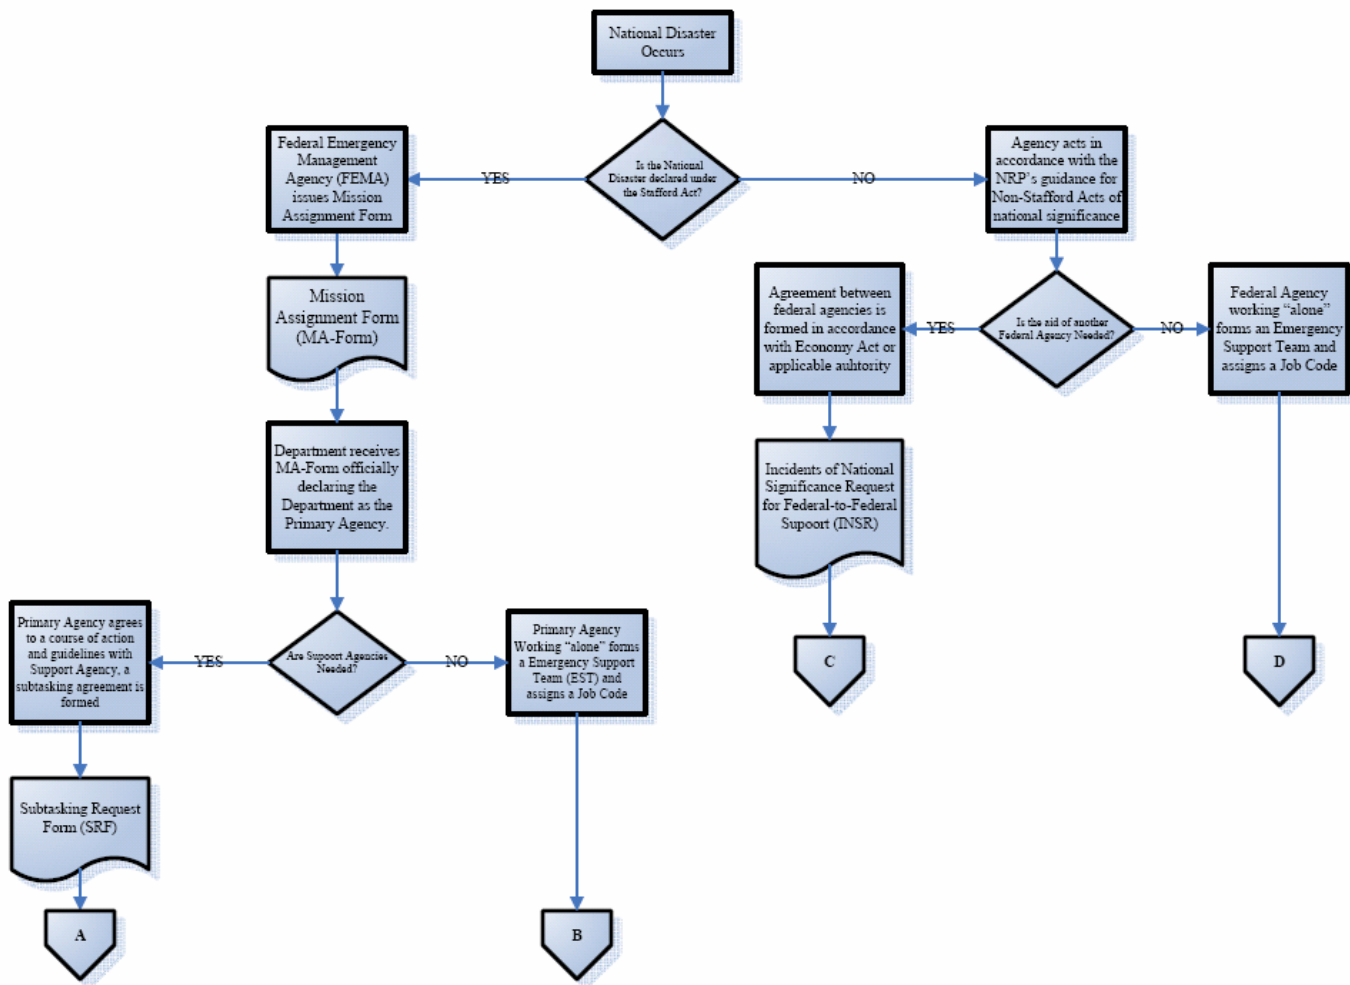 National Disaster
Occurs
Federal Emergency
Management
Agency (FEMA)
issues Mission
Assignment Form
YES
Is the National
Disaster declared under
the Stafford Act?
NO
Agency acts in
accordance with the
NRP's guidance for
Non-Stafford Acts of
national significance
Mission
Assignment Form
(MA-Form)
Agreement between
federal agencies is
formed in accordance
with Economy Act or
applicable auhtority
YES
Is the aid of another
Federal Agency Needed?
NO
Federal Agency
working “alone”
forms an Emergency
Support Team and
assigns a Job Code
Department receives
MA-Form officially
declaring the
Department as the
Primary Agency.
Incidents of National
Significance Request
for Federal-to-Federal
Supoort (INSR)
Primary Agency agrees
to a course of action
and guidelines with
Support Agency, a
subtasking agreement is
formed
YES
Are Supoort Agencies
Needed?
NO
Primary Agency
Working “alone” forms
a Emergency Support
Team (EST) and
assigns a Job Code
C
D
Subtasking Request
Form (SRF)
A
B